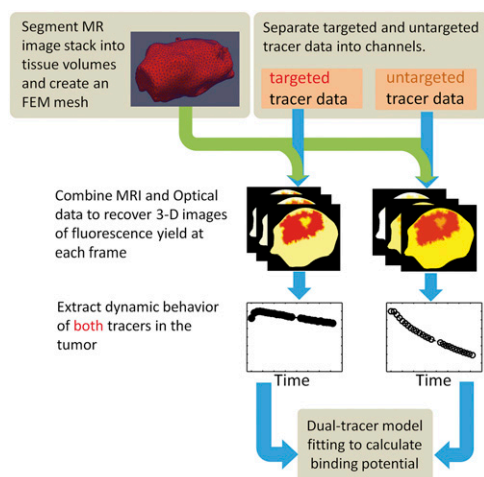 Segment MR
image stack into
tissue volumes
and create an
FEM mesh
Separate targeted and untargeted
tracer data into channels.
targeted
tracer data
untargeted
tracer data
Combine MRI and Optical
data to recover 3-D images
of fluorescence yield at
each frame
Extract dynamic behavior
of both tracers in the
tumor
Time
Time
Dual-tracer model
fitting to calculate
binding potential